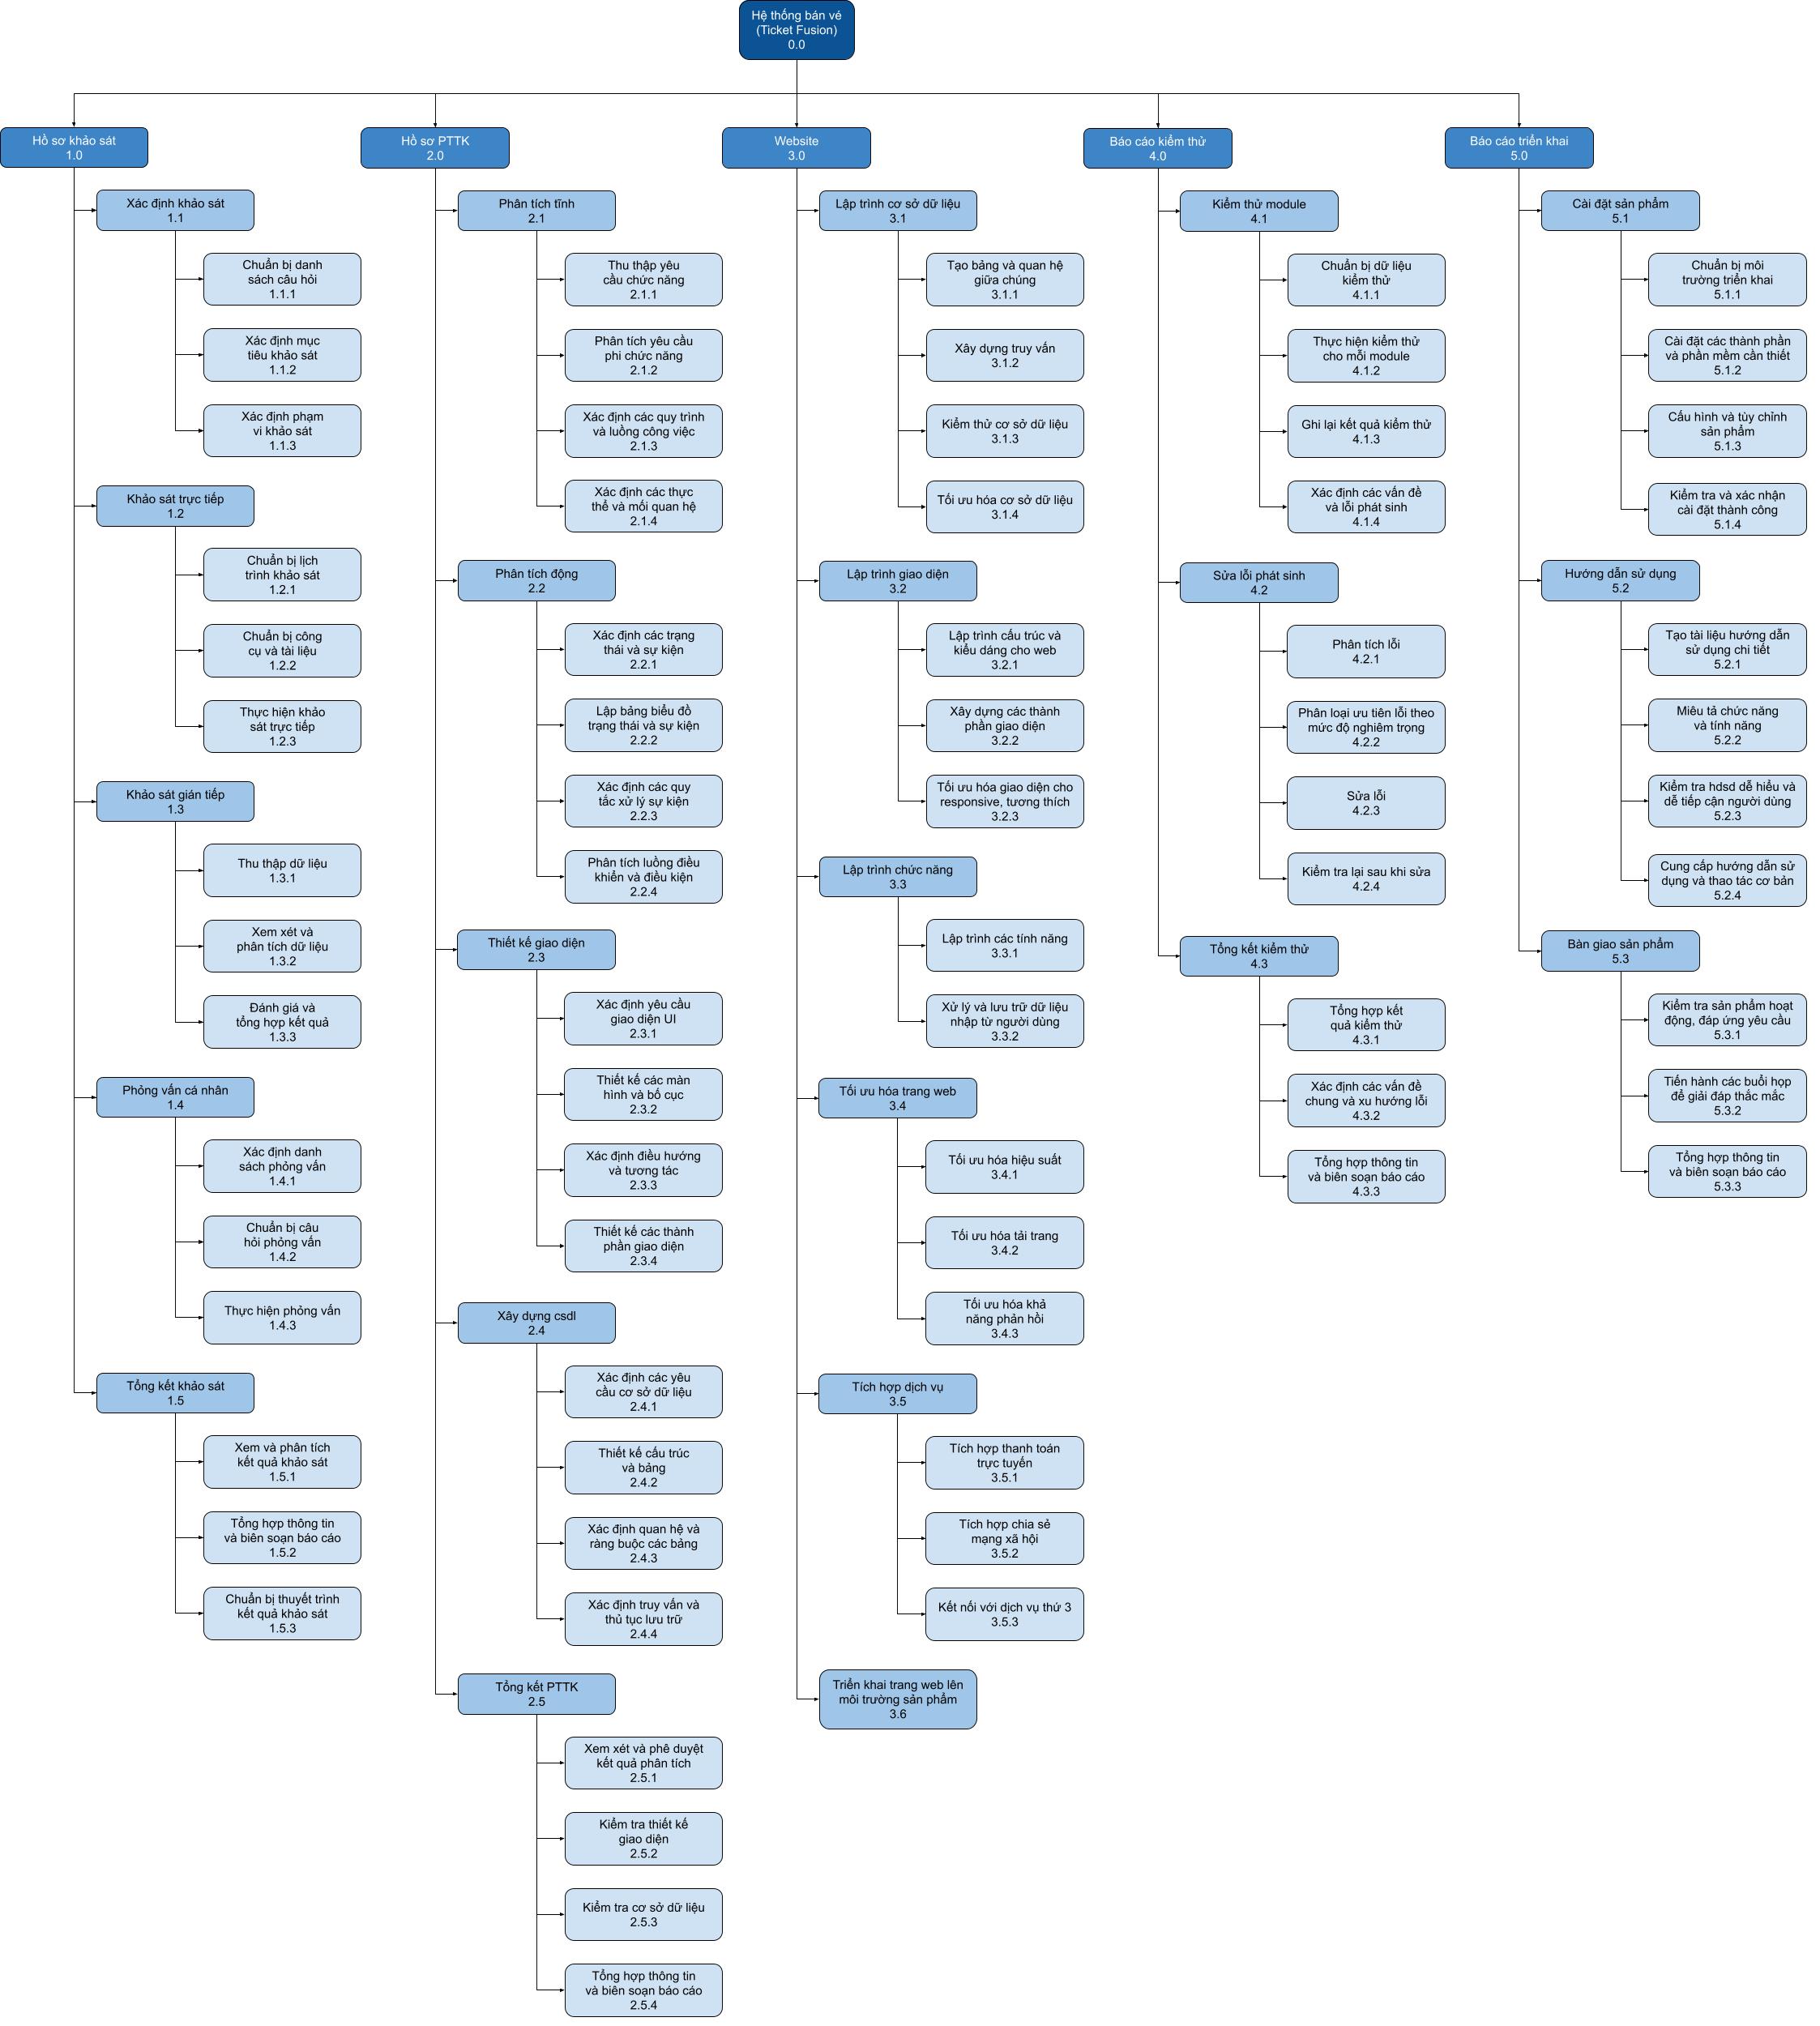 Hệ thống bán vé
(Ticket Fusion)
0.0
Hồ sơ khảo sát
1.0
Xác định khảo sát
1.1
Chuẩn bị danh
sách câu hỏi
1.1.1
Xác định mục
tiêu khảo sát
1.1.2
Xác định phạm
vi khảo sát
1.1.3
Khảo sát trực tiếp
1.2
Chuẩn bị lịch
trình khảo sát
1.2.1
Chuẩn bị công
cụ và tài liệu
1.2.2
Thực hiện khảo
sát trực tiếp
1.2.3
Khảo sát gián tiếp
1.3
Thu thập dữ liệu
1.3.1
Xem xét và
phân tích dữ liệu
1.3.2
Đánh giá và
tổng hợp kết quả
1.3.3
Phỏng vấn cá nhân
1.4
Xác định danh
sách phỏng vấn
1.4.1
Chuẩn bị câu
hỏi phỏng vấn
1.4.2
Thực hiện phỏng vấn
1.4.3
Tổng kết khảo sát
1.5
Xem và phân tích
kết quả khảo sát
1.5.1
Tổng hợp thông tin
và biên soạn báo cáo
1.5.2
Chuẩn bị thuyết trình
kết quả khảo sát
1.5.3
Hồ sơ PTTK
2.0
Phân tích tĩnh
2.1
Thu thập yêu
cầu chức năng
2.1.1
Phân tích yêu cầu
phi chức năng
2.1.2
Xác định các quy trình
và luồng công việc
2.1.3
Xác định các thực
thể và mối quan hệ
2.1.4
Phân tích động
2.2
Xác định các trạng
thái và sự kiện
2.2.1
Lập bảng biểu đồ
trạng thái và sự kiện
2.2.2
Xác định các quy
tắc xử lý sự kiện
2.2.3
Phân tích luồng điều
khiển và điều kiện
2.2.4
Thiết kế giao diện
2.3
Xác định yêu cầu
giao diện UI
2.3.1
Thiết kế các màn
hình và bố cục
2.3.2
Xác định điều hướng
và tương tác
2.3.3
Thiết kế các thành
phần giao diện
2.3.4
Xây dựng csdl
2.4
Xác định các yêu
cầu cơ sở dữ liệu
2.4.1
Thiết kế cấu trúc
và bảng
2.4.2
Xác định quan hệ và
ràng buộc các bảng
2.4.3
Xác định truy vấn và
thủ tục lưu trữ
2.4.4
Tổng kết PTTK
2.5
Xem xét và phê duyệt
kết quả phân tích
2.5.1
Kiểm tra thiết kế
giao diện
2.5.2
Kiểm tra cơ sở dữ liệu
2.5.3
Tổng hợp thông tin
và biên soạn báo cáo
2.5.4
Website
3.0
Lập trình cơ sở dữ liệu
3.1
Tạo bảng và quan hệ
giữa chúng
3.1.1
Xây dựng truy vấn
3.1.2
Kiểm thử cơ sở dữ liệu
3.1.3
Tối ưu hóa cơ sở dữ liệu
3.1.4
Lập trình giao diện
3.2
Lập trình cấu trúc và
kiểu dáng cho web
3.2.1
Xây dựng các thành
phần giao diện
3.2.2
Tối ưu hóa giao diện cho
responsive, tương thích
3.2.3
Lập trình chức năng
3.3
Lập trình các tính năng
3.3.1
Xử lý và lưu trữ dữ liệu
nhập từ người dùng
3.3.2
Tối ưu hóa trang web
3.4
Tối ưu hóa hiệu suất
3.4.1
Tối ưu hóa tải trang
3.4.2
Tối ưu hóa khả
năng phản hồi
3.4.3
Tích hợp dịch vụ
3.5
Tích hợp thanh toán
trực tuyến
3.5.1
Tích hợp chia sẻ
mạng xã hội
3.5.2
Kết nối với dịch vụ thứ 3
3.5.3
Triển khai trang web lên
môi trường sản phẩm
3.6
Báo cáo kiểm thử
4.0
Kiểm thử module
4.1
Chuẩn bị dữ liệu
kiểm thử
4.1.1
Thực hiện kiểm thử
cho mỗi module
4.1.2
Ghi lại kết quả kiểm thử
4.1.3
Xác định các vấn đề
và lỗi phát sinh
4.1.4
Sửa lỗi phát sinh
4.2
Phân tích lỗi
4.2.1
Phân loại ưu tiên lỗi theo
mức độ nghiêm trọng
4.2.2
Sửa lỗi
4.2.3
Kiểm tra lại sau khi sửa
4.2.4
Tổng kết kiểm thử
4.3
Tổng hợp kết
quả kiểm thử
4.3.1
Xác định các vấn đề
chung và xu hướng lỗi
4.3.2
Tổng hợp thông tin
và biên soạn báo cáo
4.3.3
Báo cáo triển khai
5.0
Cài đặt sản phẩm
5.1
Chuẩn bị môi
trường triển khai
5.1.1
Cài đặt các thành phần
và phần mềm cần thiết
5.1.2
Cấu hình và tùy chỉnh
sản phẩm
5.1.3
Kiểm tra và xác nhận
cài đặt thành công
5.1.4
Hướng dẫn sử dụng
5.2
Tạo tài liệu hướng dẫn
sử dụng chi tiết
5.2.1
Miêu tả chức năng
và tính năng
5.2.2
Kiểm tra hdsd dễ hiểu và
dễ tiếp cận người dùng
5.2.3
Cung cấp hướng dẫn sử
dụng và thao tác cơ bản
5.2.4
Bàn giao sản phẩm
5.3
Kiểm tra sản phẩm hoạt
động, đáp ứng yêu cầu
5.3.1
Tiến hành các buổi họp
để giải đáp thắc mắc
5.3.2
Tổng hợp thông tin
và biên soạn báo cáo
5.3.3